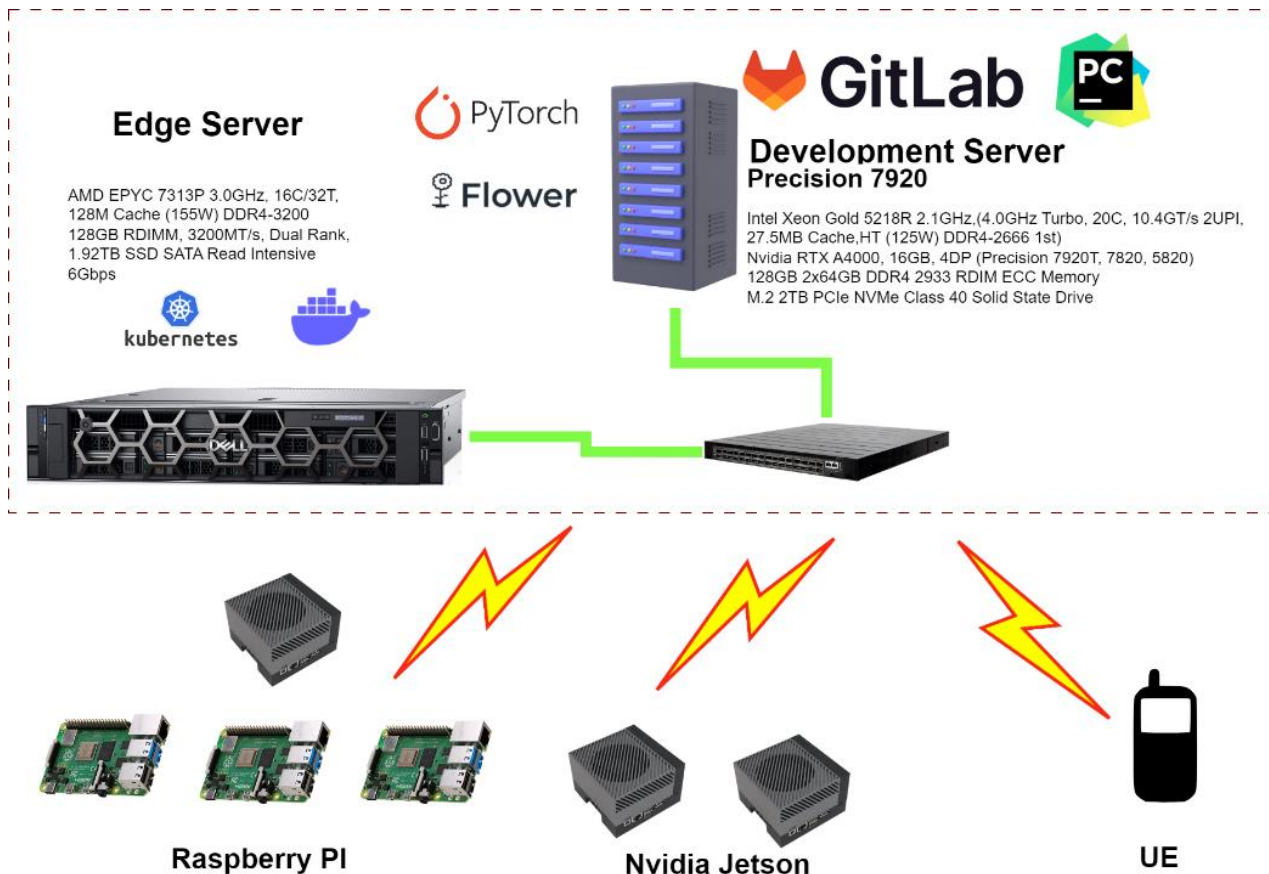 Edge Server
AMD EPYC 7313P 3.0GHz, 16C/32T,
128M Cache (155W) DDR4-3200
128GB RDIMM, 3200MT/s, Dual Rank,
1.92TB SSD SATA Read Intensive
6Gbps
kubernetes
PyTorch
Flower
GitLab
PC
Development Server
Precision 7920
Intel Xeon Gold 5218R 2.1GHz,(4.0GHz Turbo, 20C, 10.4GT/s 2UPI,
27.5MB Cache,HT (125W) DDR4-2666 1st)
Nvidia RTX A4000, 16GB, 4DP (Precision 7920T, 7820, 5820)
128GB 2x64GB DDR4 2933 RDIM ECC Memory
M.2 2TB PCIe NVMe Class 40 Solid State Drive
DELL
Raspberry PI
Nvidia Jetson
UE